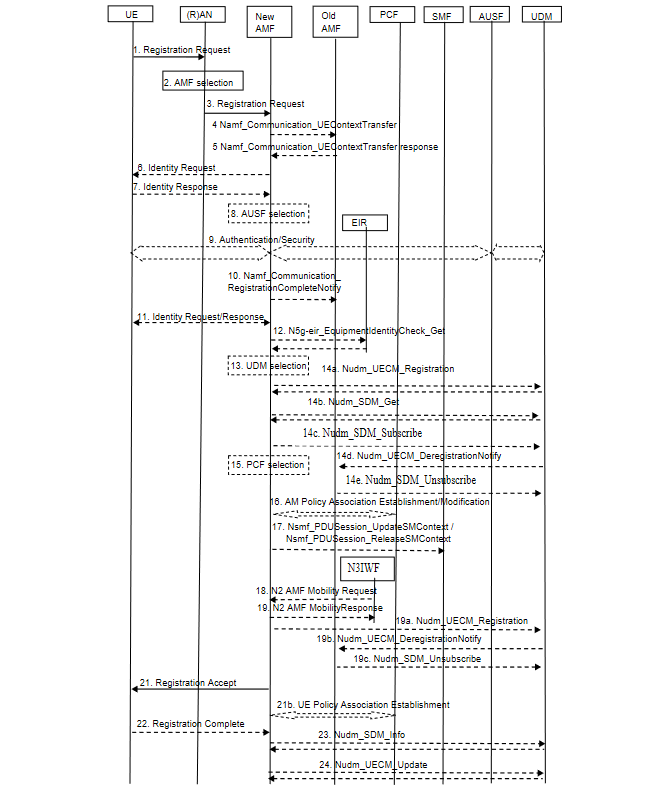 UE
(R)AN
New
AMF
Old
AMF
PCF
SMF
AUSF
UDM
1. Registration Request
2. AMF selection
3. Registration Request
4 Namf_Communication_UEContextTransfer
5 Namf_Communication_UEContextTransfer response
6. Identity Request
7. Identity Response
8. AUSF selection
EIR
9. Authentication/Security
10. Namf_Communication_
RegistrationCompleteNotify
11. Identity Request/Response
12. N5g-eir_EquipmentIdentityCheck_Get
13. UDM selection
14a. Nudm_UECM_Registration
14b. Nudm_SDM_Get
14c. Nudm_SDM_Subscribe
14d. Nudm_UECM_DeregistrationNotify
15. PCF selection
14e. Nudm_SDM_Unsubscribe
16. AM Policy Association Establishment/Modification
17. Nsmf_PDUSession_UpdateSMContext /
Nsmf_PDUSession_ReleaseSMContext
N3IWF
18. N2 AMF Mobility Request
19. N2 AMF MobilityResponse
19a. Nudm_UECM_Registration
19b. Nudm_UECM_DeregistrationNotify
19c. Nudm_SDM_Unsubscribe
21. Registration Accept
21b. UE Policy Association Establishment
22. Registration Complete
23. Nudm_SDM_Info
24. Nudm_UECM_Update